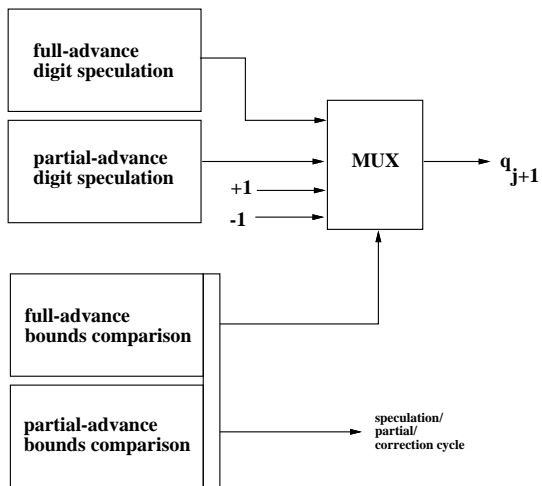 full-advance
digit speculation
partial-advance
digit speculation
MUX
q j+1
+1
-1
full-advance
bounds comparison
partial-advance
bounds comparison
speculation/
partial/
correction cycle